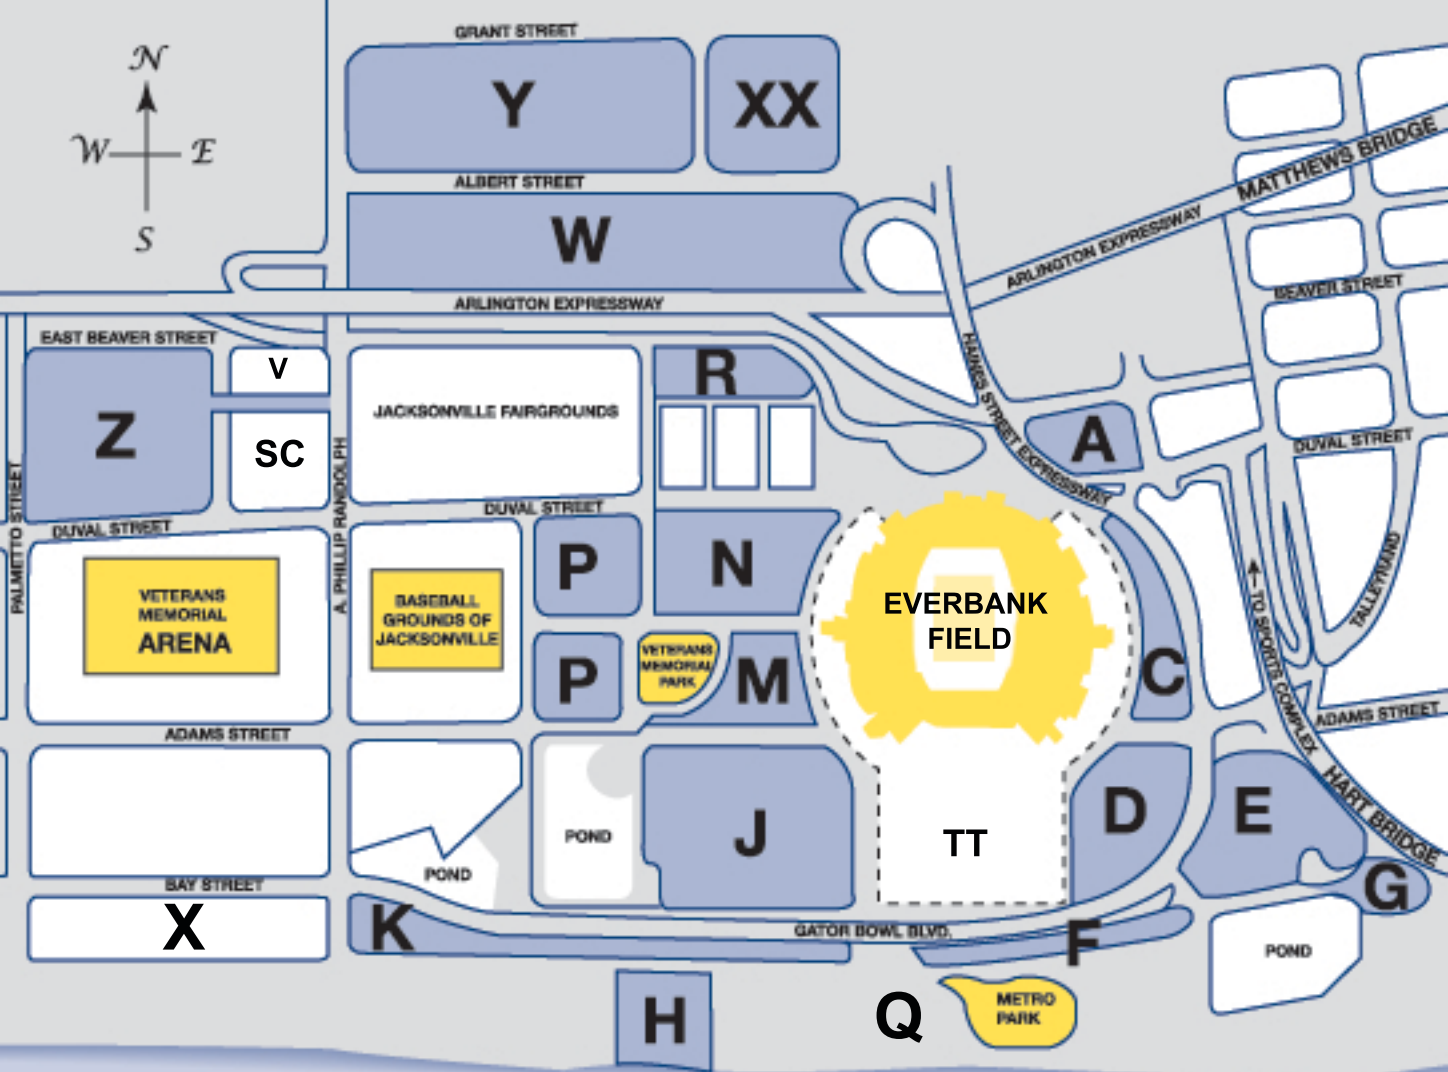 GRANT STREET
N
W E
S
Y
XX
ALBERT STREET
W
MATTHEWS BRIDGE
ARLINGTON EXPRESSWAY
BEAVER STREET
ARLINGTON EXPRESSWAY
EAST BEAVER STREET
V
R
HAINES STREET EXPRESSWAY
JACKSONVILLE FAIRGROUNDS
Z
SC
A
DUVAL STREET
PALMETTO STREET
A. PHILLIP RANDOLPH
DUVAL STREET
DUVAL STREET
P
N
VETERANS
MEMORIAL
ARENA
BASEBALL
GROUNDS OF
JACKSONVILLE
EVERBANK
FIELD
TO SPORTS COMPLEX
TALLEYRAND
P
VETERANS
MEMORIAL
PARK
M
C
ADAMS STREET
ADAMS STREET
HART BRIDGE
POND
J
TT
D
E
POND
BAY STREET
G
X
K
GATOR BOWL BLVD.
F
POND
H
Q
METRO
PARK